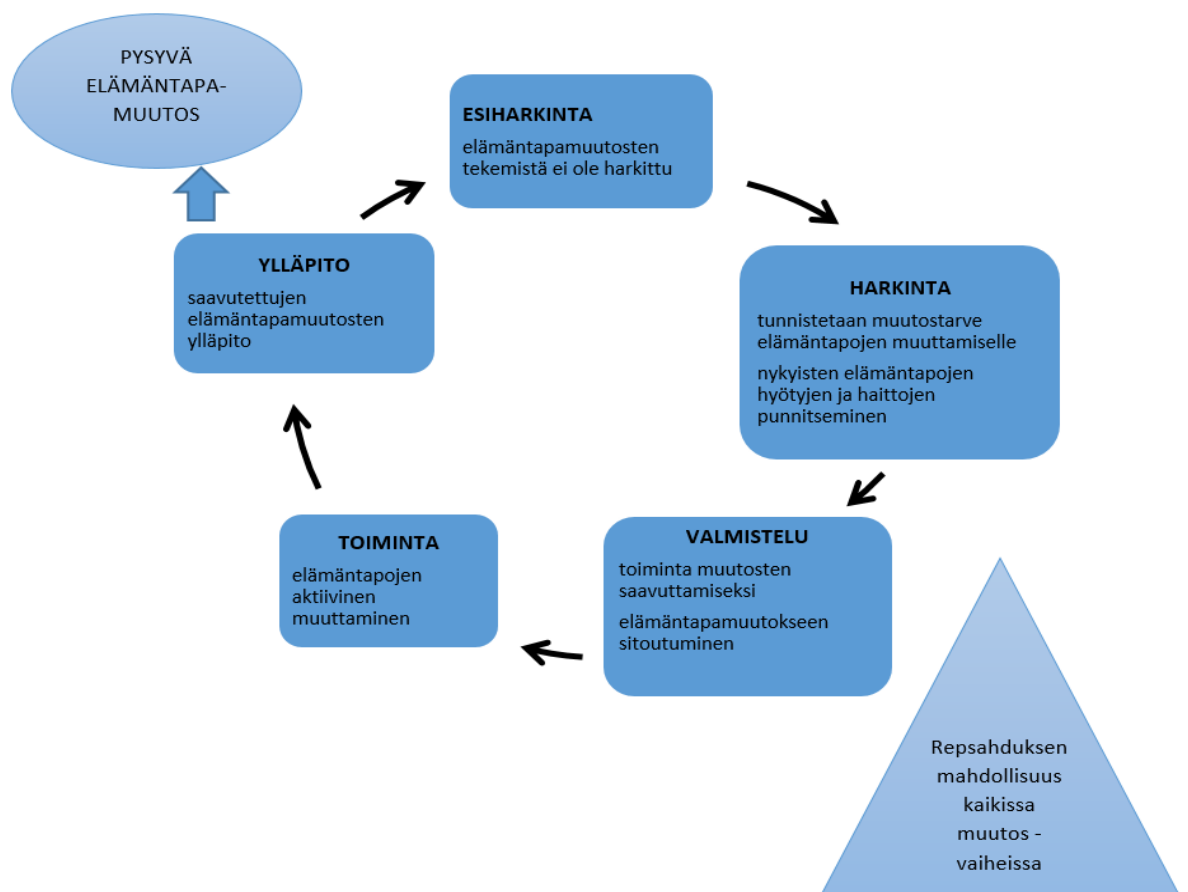 PYSYVÄ
ELÄMÄNTAPA-
MUUTOS
ESIHARKINTA
elämäntapamuutosten
tekemistä ei ole harkittu
HARKINTA
tunnistetaan muutostarve
elämäntapojen muuttamiselle
nykyisten elämäntapojen
hyötyjen ja haittojen
punnitseminen
VALMISTELU
toiminta muutosten
saavuttamiseksi
elämäntapamuutokseen
sitoutuminen
TOIMINTA
elämäntapojen
aktiivinen
muuttaminen
YLLÄPITO
saavutettujen
elämäntapamuutosten
ylläpito
Repsahduksen
mahdollisuus
kaikissa
muutos -
vaiheissa